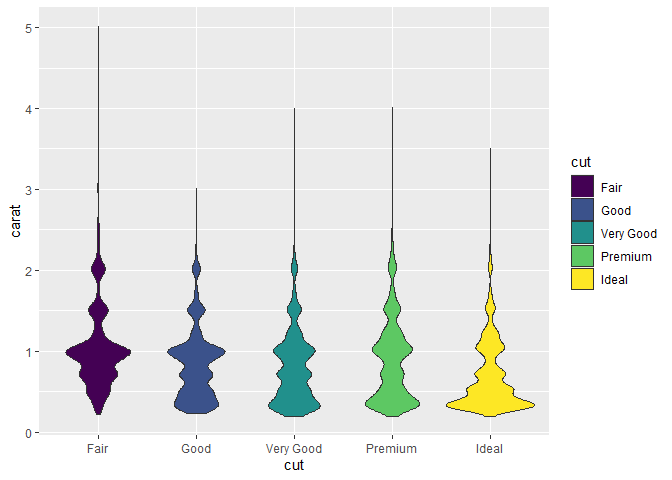 5
4
3
2
1
0
carat
Fair Good Very Good Premium Ideal
cut
cut
Fair
Good
Very Good
Premium
Ideal